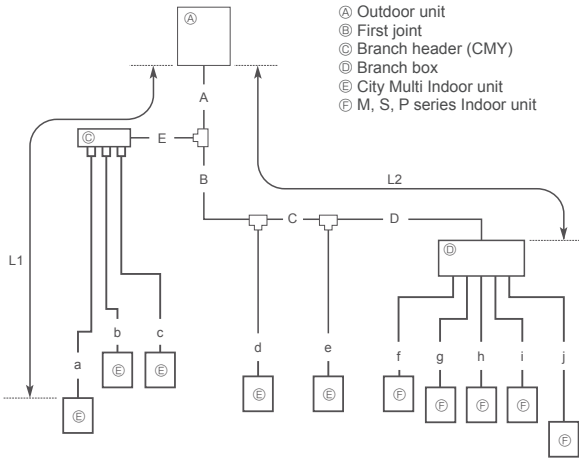 Ⓐ Outdoor unit
Ⓑ First joint
Ⓒ Branch header (CMY)
Ⓓ Branch box
Ⓔ City Multi Indoor unit
Ⓕ M, S, P series Indoor unit
Ⓐ
A
Ⓒ
E
B
L2
C
D
L1
Ⓓ
a
b
c
d
e
f
g
h
i
j
Ⓔ
Ⓔ
Ⓔ
Ⓔ
Ⓔ
Ⓕ
Ⓕ
Ⓕ
Ⓕ
Ⓕ